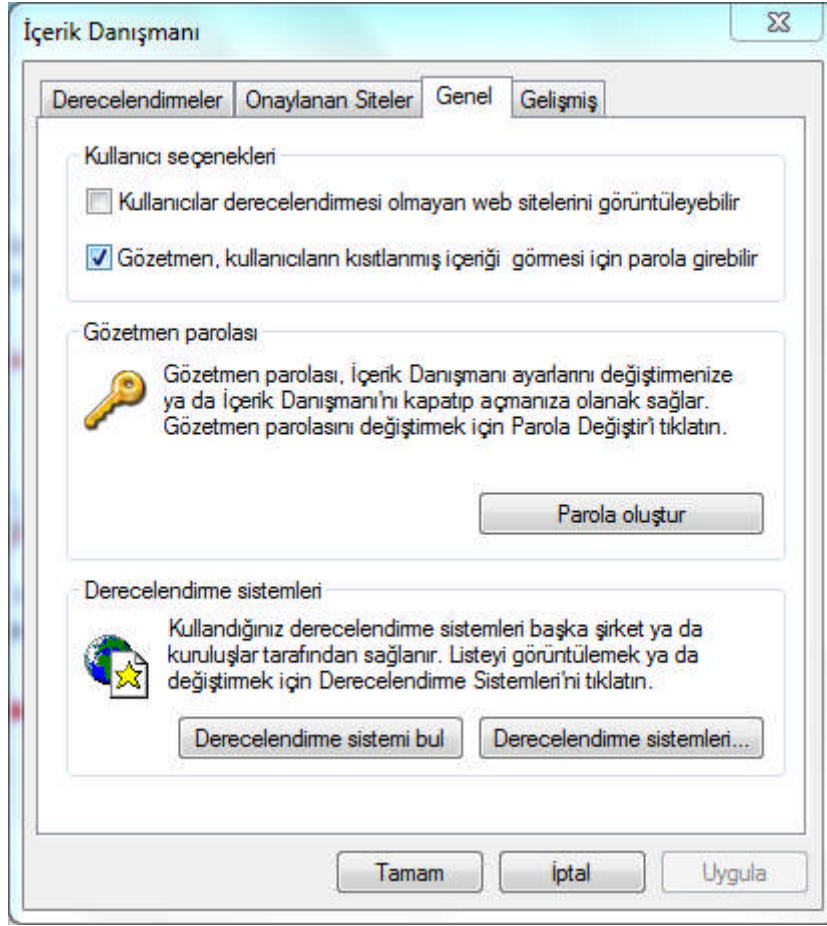 İçerik Danışmanı
Derecelendirmeler
Onaylanan Siteler
Genel
Gelişmiş
Kullanıcı seçenekleri
Kullanıcılar derecelendirmesi olmayan web sitelerini görüntüleyebilir
Gözetmen, kullanıcıların kısıtlanmış içeriği görmesi için parola girebilir
Gözetmen parolası
Gözetmen parolası, İçerik Danışmanı ayarlarını değiştirmenize
ya da İçerik Danışmanı'nı kapatıp açmanıza olanak sağlar.
Gözetmen parolasını değiştirmek için Parola Değiştir'i tıklatın.
Parola oluştur
Derecelendirme sistemleri
Kullandığınız derecelendirme sistemleri başka şirket ya da
kuruluşlar tarafından sağlanır. Listeyi görüntülemek ya da
değiştirmek için Derecelendirme Sistemleri'ni tıklatın.
Derecelendirme sistemi bul
Derecelendirme sistemleri...
Tamam
İptal
Uygula